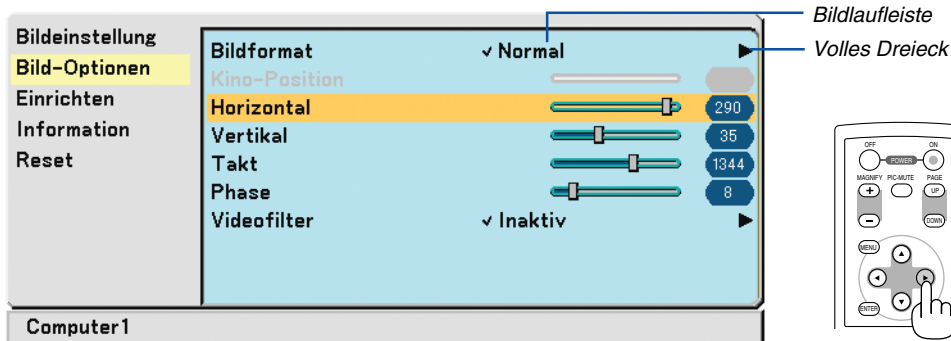 Bildlaufleiste
Volles Dreieck
Bildeinstellung
Bild-Optionen
Einrichten
Information
Reset
Bildformat ✓ Normal ▶
Kino-Position
Horizontal 290
Vertikal 35
Takt 1344
Phase 8
Videofilter ✓ Inaktiv ▶
Computer1
OFF ON
POWER
MAGNIFY PIC-MUTE PAGE
+ UP
− DOWN
MENU
ENTER